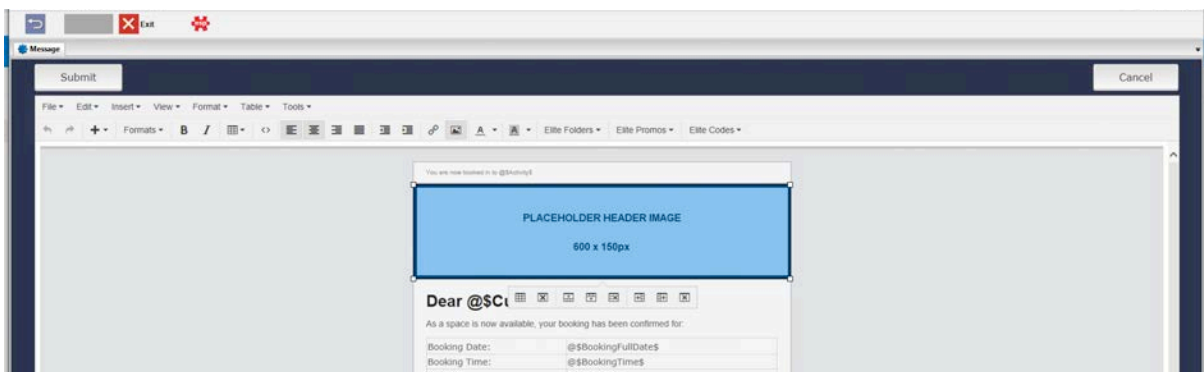 Exit
Message
Submit Cancel
File Edit Insert View Format Table Tools
Formats B I A A Elite Folders Elite Promos Elite Codes
You are now booked in to @$Activity$
PLACEHOLDER HEADER IMAGE
600 x 150px
Dear @$Cu
As a space is now available, your booking has been confirmed for:
Booking Date: @$BookingFullDate$
Booking Time: @$BookingTime$